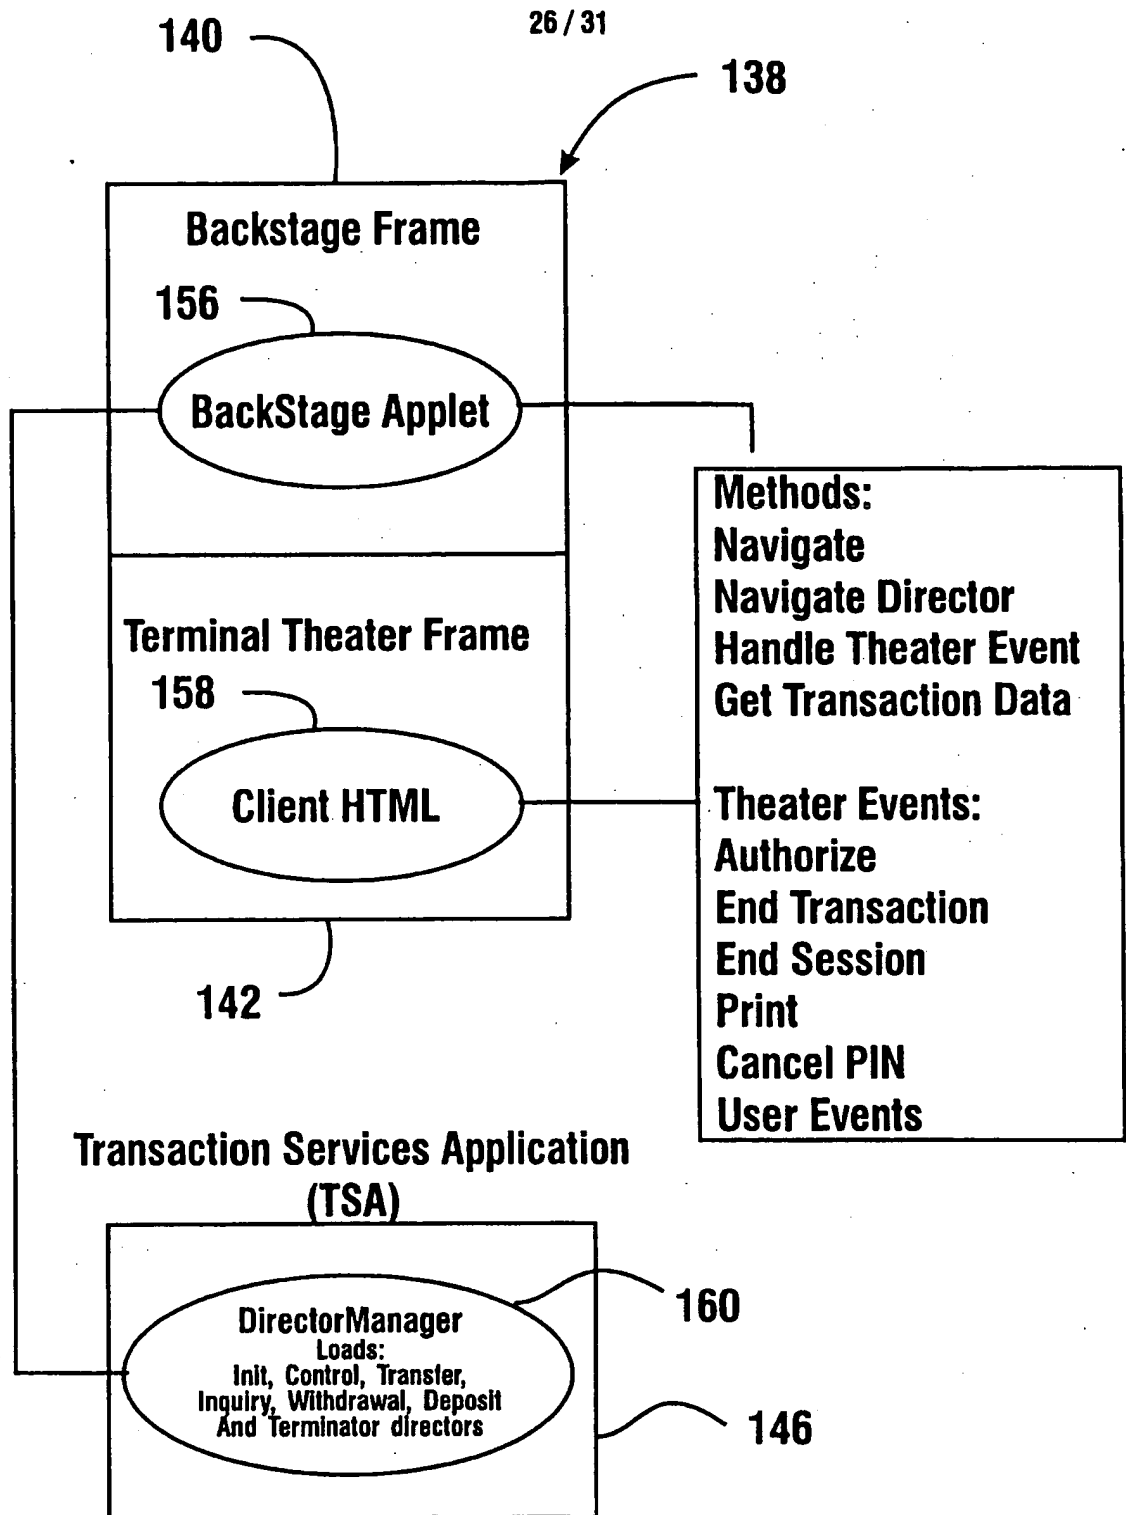 26 / 31
140
138
Backstage Frame
156
BackStage Applet
Methods:
Navigate
Navigate Director
Handle Theater Event
Get Transaction Data
Terminal Theater Frame
158
Client HTML
Theater Events:
Authorize
End Transaction
End Session
Print
Cancel PIN
User Events
142
Transaction Services Application
(TSA)
DirectorManager
Loads:
Init, Control, Transfer,
Inquiry, Withdrawal, Deposit
And Terminator directors
160
146